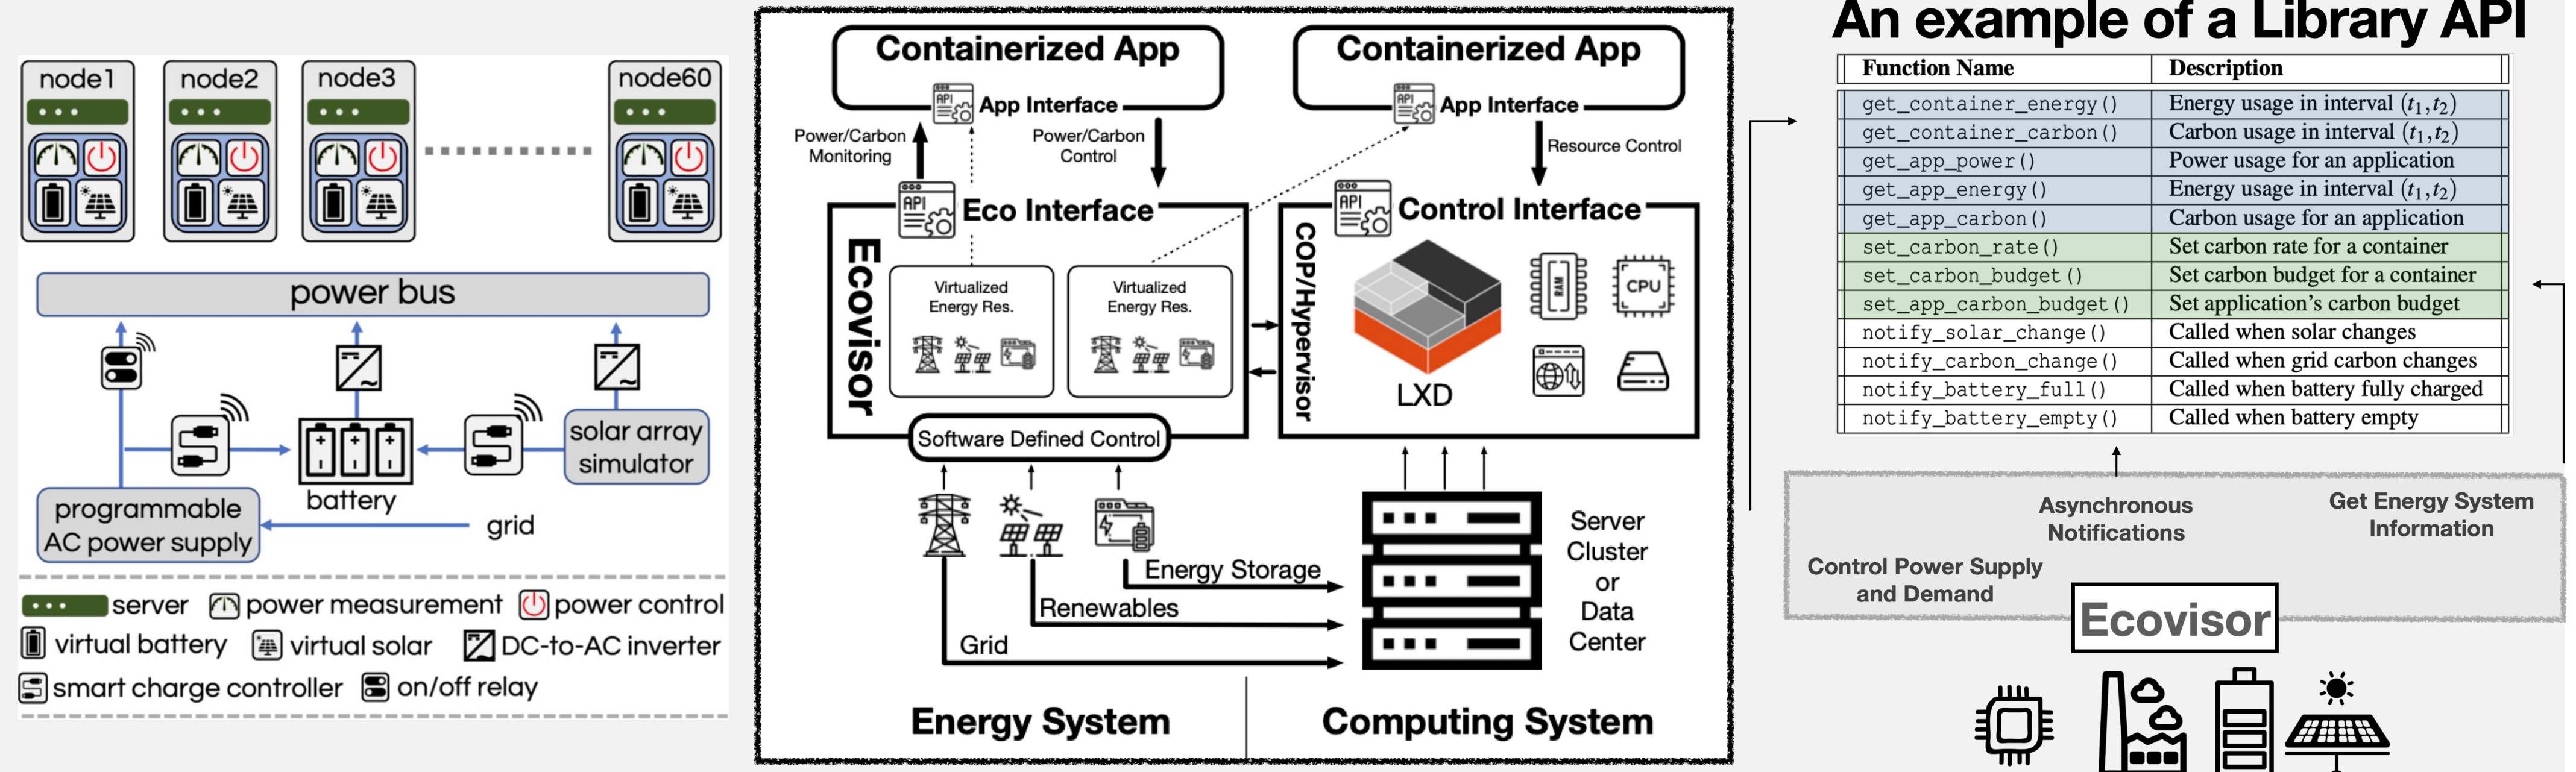 node1
node2
node3
node60
power bus
battery
solar array
simulator
programmable
AC power supply
grid
server
power measurement
power control
virtual battery
virtual solar
DC-to-AC inverter
smart charge controller
on/off relay
Containerized App
API
App Interface
Power/Carbon
Monitoring
Power/Carbon
Control
Containerized App
API
App Interface
Resource Control
API
Eco Interface
Ecovisor
Virtualized
Energy Res.
Virtualized
Energy Res.
Software Defined Control
API
Control Interface
COP/Hypervisor
LXD
RAM
CPU
Energy Storage
Renewables
Grid
Server
Cluster
or
Data
Center
Energy System
Computing System
An example of a Library API
Function Name Description
get_container_energy() Energy usage in interval (t₁,t₂)
get_container_carbon() Carbon usage in interval (t₁,t₂)
get_app_power() Power usage for an application
get_app_energy() Energy usage in interval (t₁,t₂)
get_app_carbon() Carbon usage for an application
set_carbon_rate() Set carbon rate for a container
set_carbon_budget() Set carbon budget for a container
set_app_carbon_budget() Set application's carbon budget
notify_solar_change() Called when solar changes
notify_carbon_change() Called when grid carbon changes
notify_battery_full() Called when battery fully charged
notify_battery_empty() Called when battery empty
Asynchronous
Notifications
Get Energy System
Information
Control Power Supply
and Demand
Ecovisor